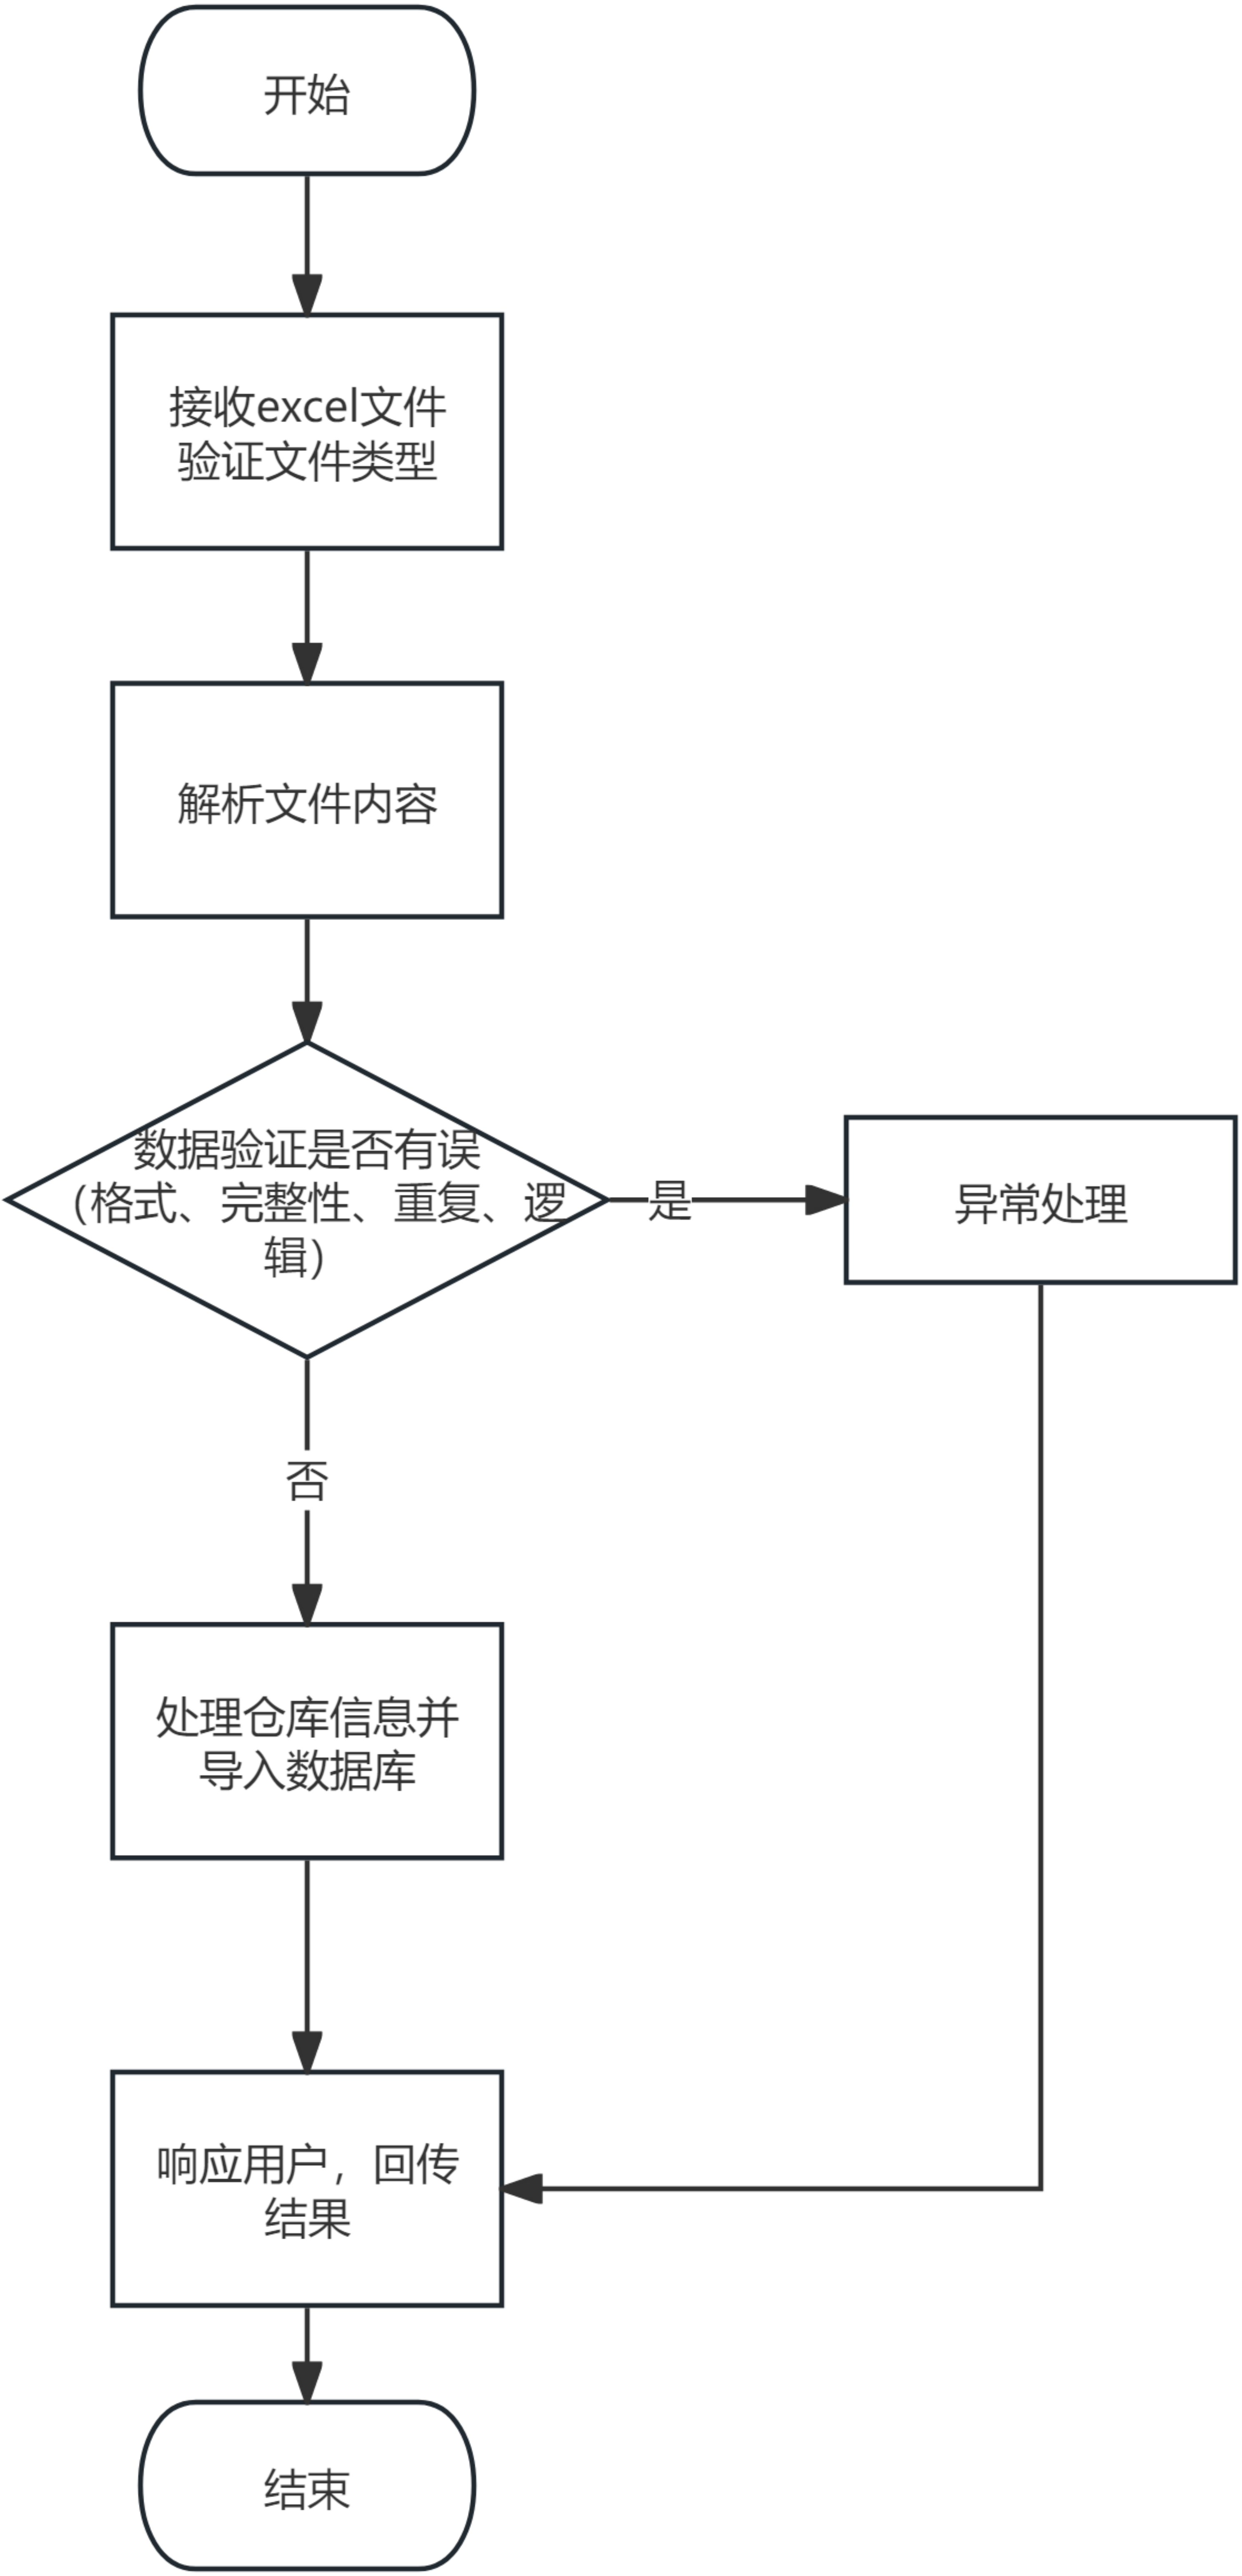 开始
接收excel文件
验证文件类型
解析文件内容
数据验证是否有误
（格式、完整性、重复、逻
辑）
是
异常处理
否
处理仓库信息并
导入数据库
响应用户，回传
结果
结束